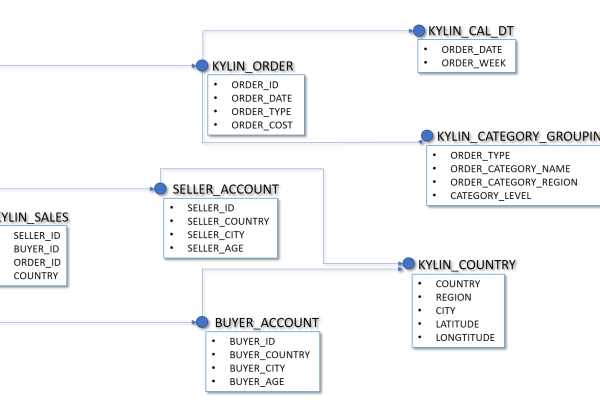 KYLIN_CAL_DT
ORDER_DATE
ORDER_WEEK
KYLIN_ORDER
ORDER_ID
ORDER_DATE
ORDER_TYPE
ORDER_COST
KYLIN_CATEGORY_GROUPIN
ORDER_TYPE
ORDER_CATEGORY_NAME
ORDER_CATEGORY_REGION
CATEGORY_LEVEL
SELLER_ACCOUNT
SELLER_ID
SELLER_COUNTRY
SELLER_CITY
SELLER_AGE
KYLIN_SALES
SELLER_ID
BUYER_ID
ORDER_ID
COUNTRY
KYLIN_COUNTRY
COUNTRY
REGION
CITY
LATITUDE
LONGTITUDE
BUYER_ACCOUNT
BUYER_ID
BUYER_COUNTRY
BUYER_CITY
BUYER_AGE